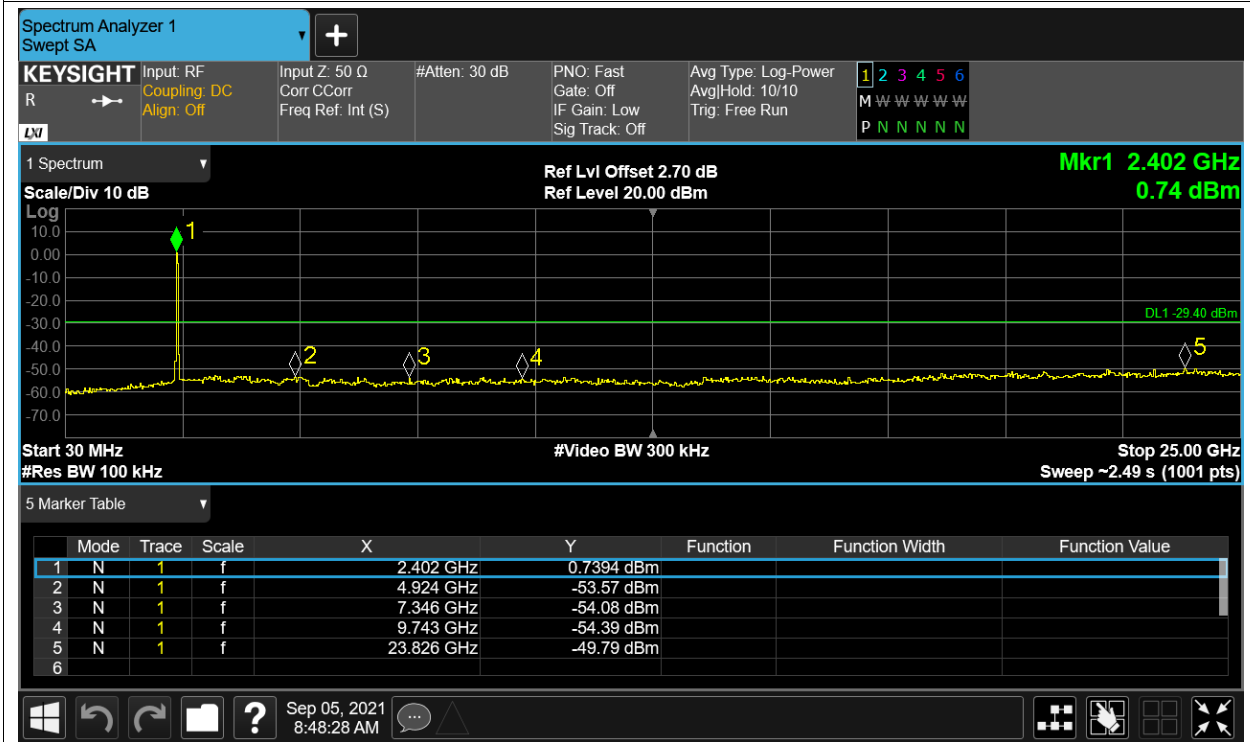 Spectrum Analyzer 1
Swept SA
+
KEYSIGHT
R
LXI
Input: RF
Coupling: DC
Align: Off
Input Z: 50 Ω
Corr CCorr
Freq Ref: Int (S)
#Atten: 30 dB
PNO: Fast
Gate: Off
IF Gain: Low
Sig Track: Off
Avg Type: Log-Power
Avg|Hold: 10/10
Trig: Free Run
1 2 3 4 5 6
M W W W W W
P N N N N N
1 Spectrum
Scale/Div 10 dB
Ref Lvl Offset 2.70 dB
Ref Level 20.00 dBm
Mkr1 2.402 GHz
0.74 dBm
Log
10.0
0.00
-10.0
-20.0
-30.0
-40.0
-50.0
-60.0
-70.0
1
2
3
4
5
DL1 -29.40 dBm
Start 30 MHz
#Video BW 300 kHz
Stop 25.00 GHz
#Res BW 100 kHz
Sweep ~2.49 s (1001 pts)
5 Marker Table
Mode Trace Scale X Y Function Function Width Function Value
1 N 1 f 2.402 GHz 0.7394 dBm
2 N 1 f 4.924 GHz -53.57 dBm
3 N 1 f 7.346 GHz -54.08 dBm
4 N 1 f 9.743 GHz -54.39 dBm
5 N 1 f 23.826 GHz -49.79 dBm
6
?
Sep 05, 2021
8:48:28 AM